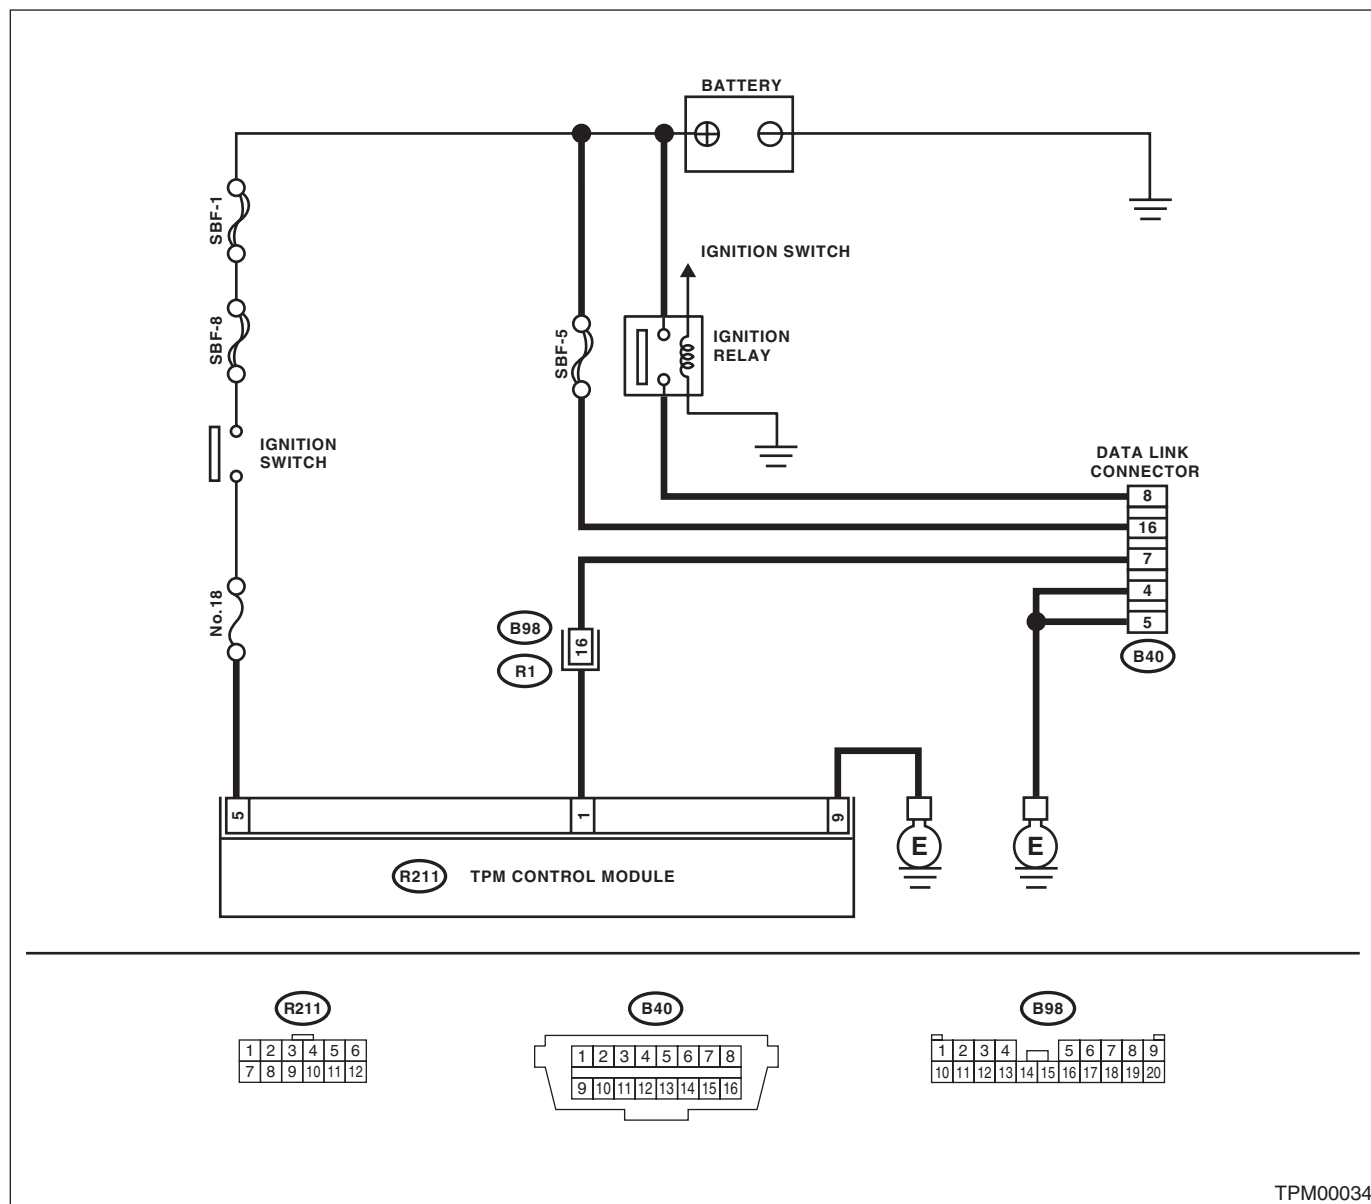 BATTERY
SBF-1
IGNITION SWITCH
SBF-8
SBF-5
IGNITION
RELAY
IGNITION
SWITCH
DATA LINK
CONNECTOR
8
16
7
4
5
B40
No.18
B98
16
R1
5
1
9
E
E
R211 TPM CONTROL MODULE
R211
1 2 3 4 5 6
7 8 9 10 11 12
B40
1 2 3 4 5 6 7 8
9 10 11 12 13 14 15 16
B98
1 2 3 4 5 6 7 8 9
10 11 12 13 14 15 16 17 18 19 20
TPM00034